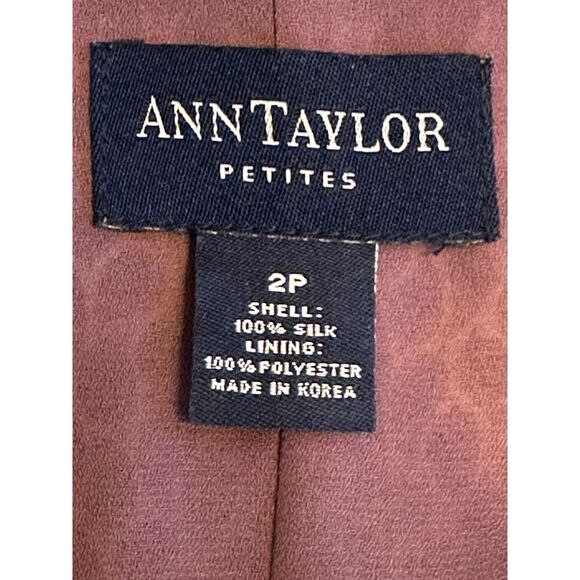 ANNTAYLOR
PETITES
2P
SHELL:
100% SILK
LINING:
100% POLYESTER
MADE IN KOREA